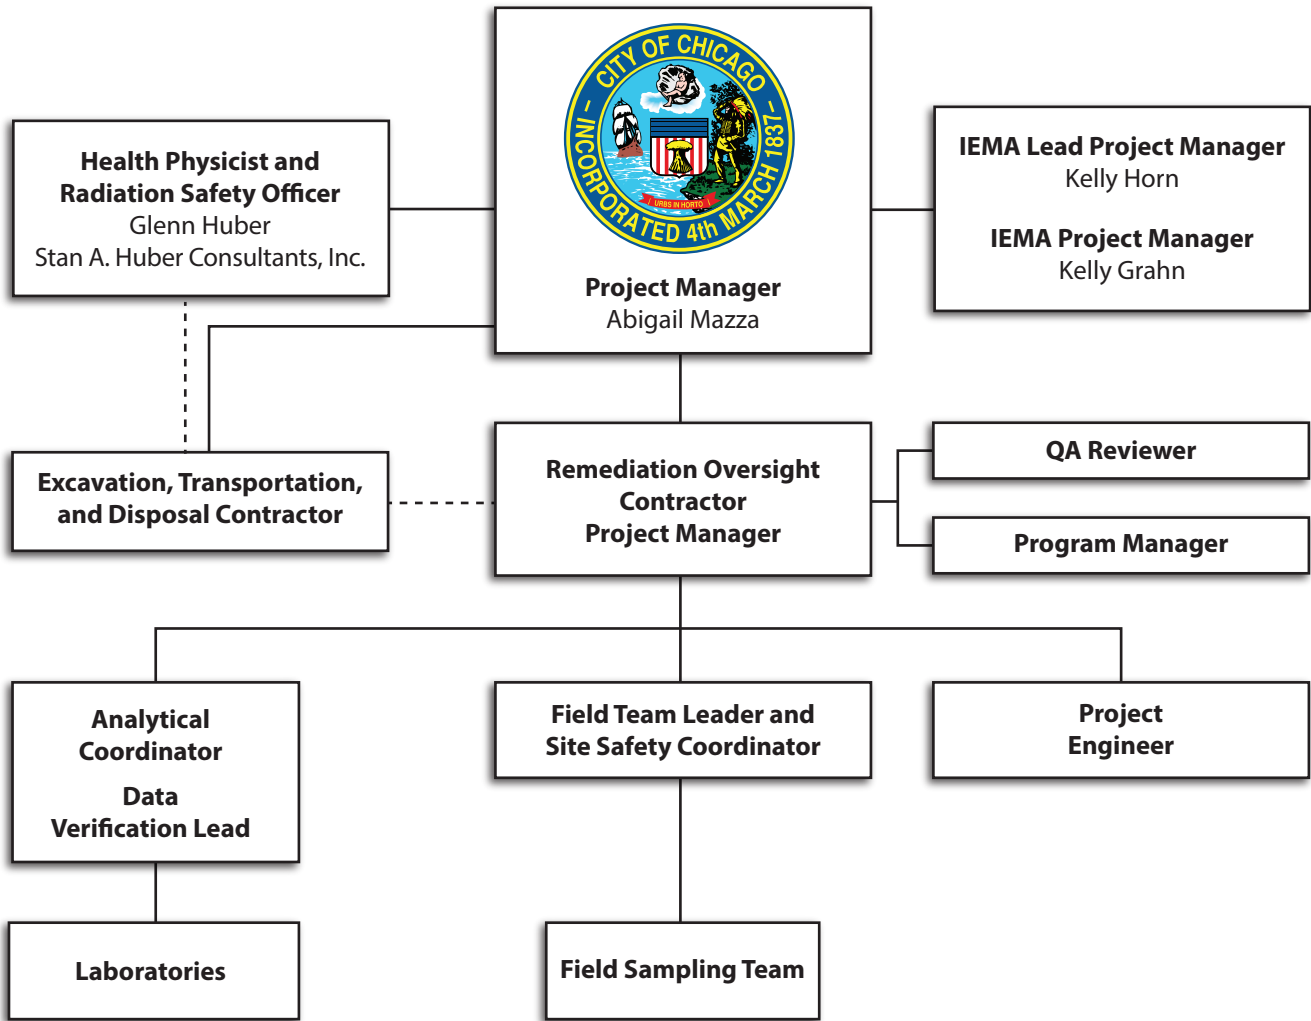 CITY OF CHICAGO
INCORPORATED 4th MARCH 1837
URBS IN HORTO
Project Manager
Abigail Mazza
Health Physicist and
Radiation Safety Officer
Glenn Huber
Stan A. Huber Consultants, Inc.
IEMA Lead Project Manager
Kelly Horn
IEMA Project Manager
Kelly Grahn
Excavation, Transportation,
and Disposal Contractor
Remediation Oversight
Contractor
Project Manager
QA Reviewer
Program Manager
Analytical
Coordinator
Data
Verification Lead
Field Team Leader and
Site Safety Coordinator
Project
Engineer
Laboratories
Field Sampling Team